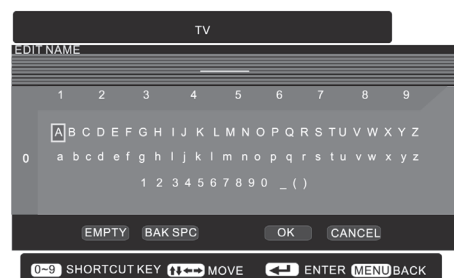 TV
EDIT NAME
1 2 3 4 5 6 7 8 9
A B C D E F G H I J K L M N O P Q R S T U V W X Y Z
0 a b c d e f g h I j k l m n o p q r s t u v w x y z
1 2 3 4 5 6 7 8 9 0 _ ( )
EMPTY BAK SPC OK CANCEL
0~9 SHORTCUT KEY MOVE ENTER MENU BACK